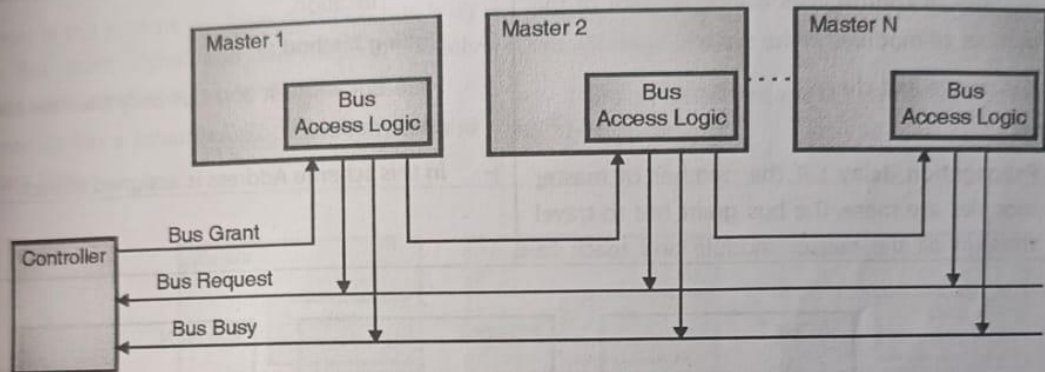 Master 1
Bus
Access Logic
Master 2
Bus
Access Logic
Master N
Bus
Access Logic
Controller
Bus Grant
Bus Request
Bus Busy